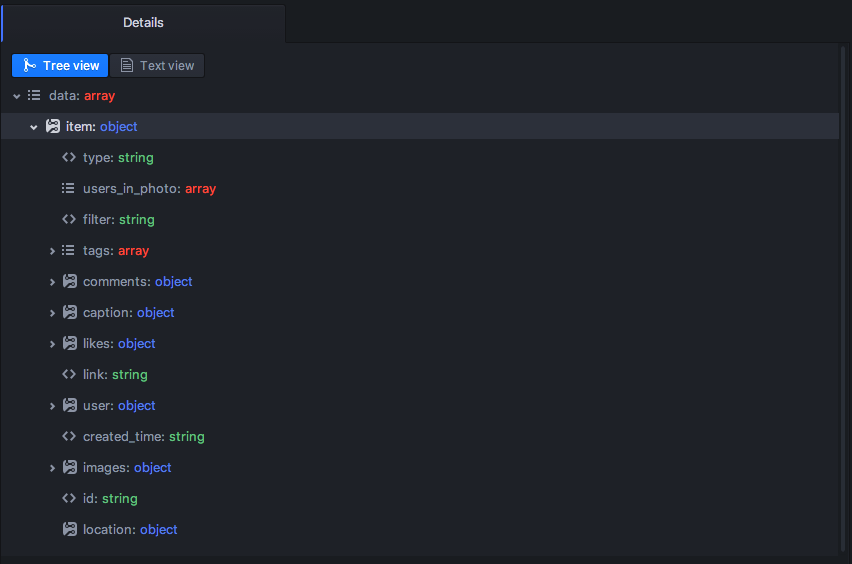 Details
Tree view Text view
data: array
item: object
type: string
users_in_photo: array
filter: string
tags: array
comments: object
caption: object
likes: object
link: string
user: object
created_time: string
images: object
id: string
location: object